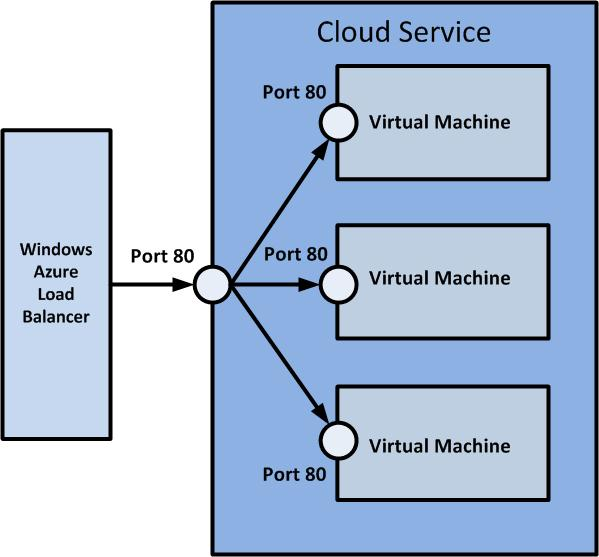 Cloud Service
Port 80
Virtual Machine
Windows
Azure
Load
Balancer
Port 80
Port 80
Virtual Machine
Port 80
Virtual Machine